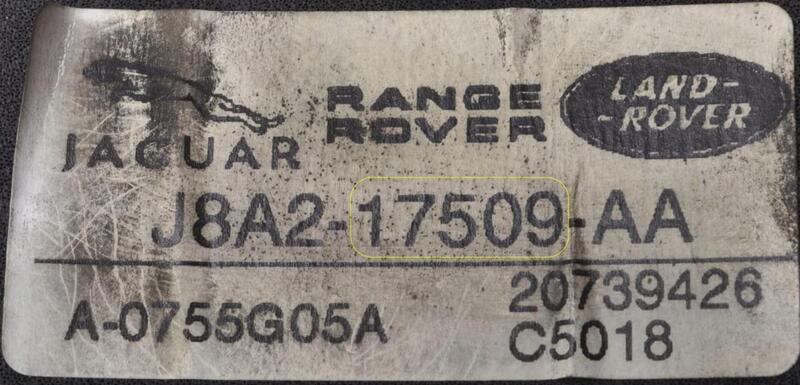 JAGUAR
RANGE
ROVER
LAND-
-ROVER
J8A2-17509-AA
A-0755G05A
20739426
C5018